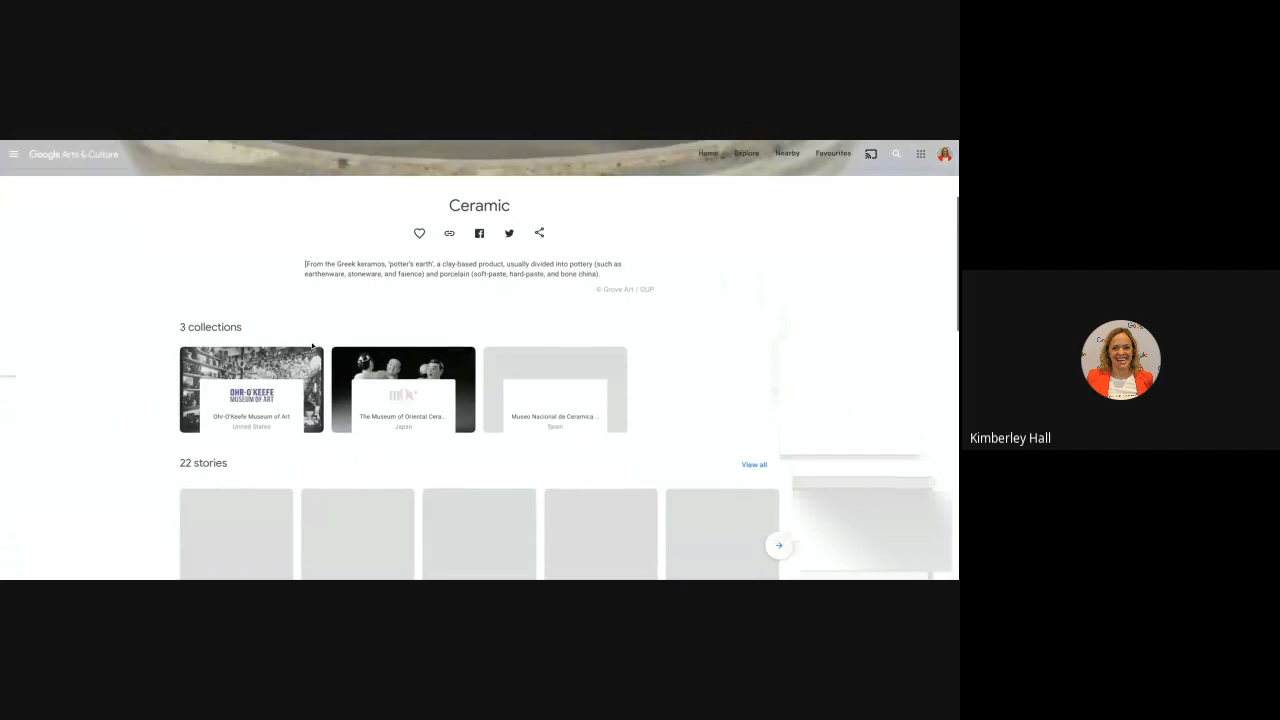 Google Arts & Culture
Home
Explore
Nearby
Favourites
Ceramic
[From the Greek keramos, 'potter's earth'. a clay-based product, usually divided into pottery (such as
earthenware, stoneware, and faience) and porcelain (soft-paste, hard-paste, and bone china).
© Grove Art / OUP
3 collections
OHR-O'KEEFE
MUSEUM OF ART
Ohr-O'Keefe Museum of Art
United States
The Museum of Oriental Cera...
Japan
Museo Nacional de Ceramica ...
Spain
22 stories
View all
Kimberley Hall